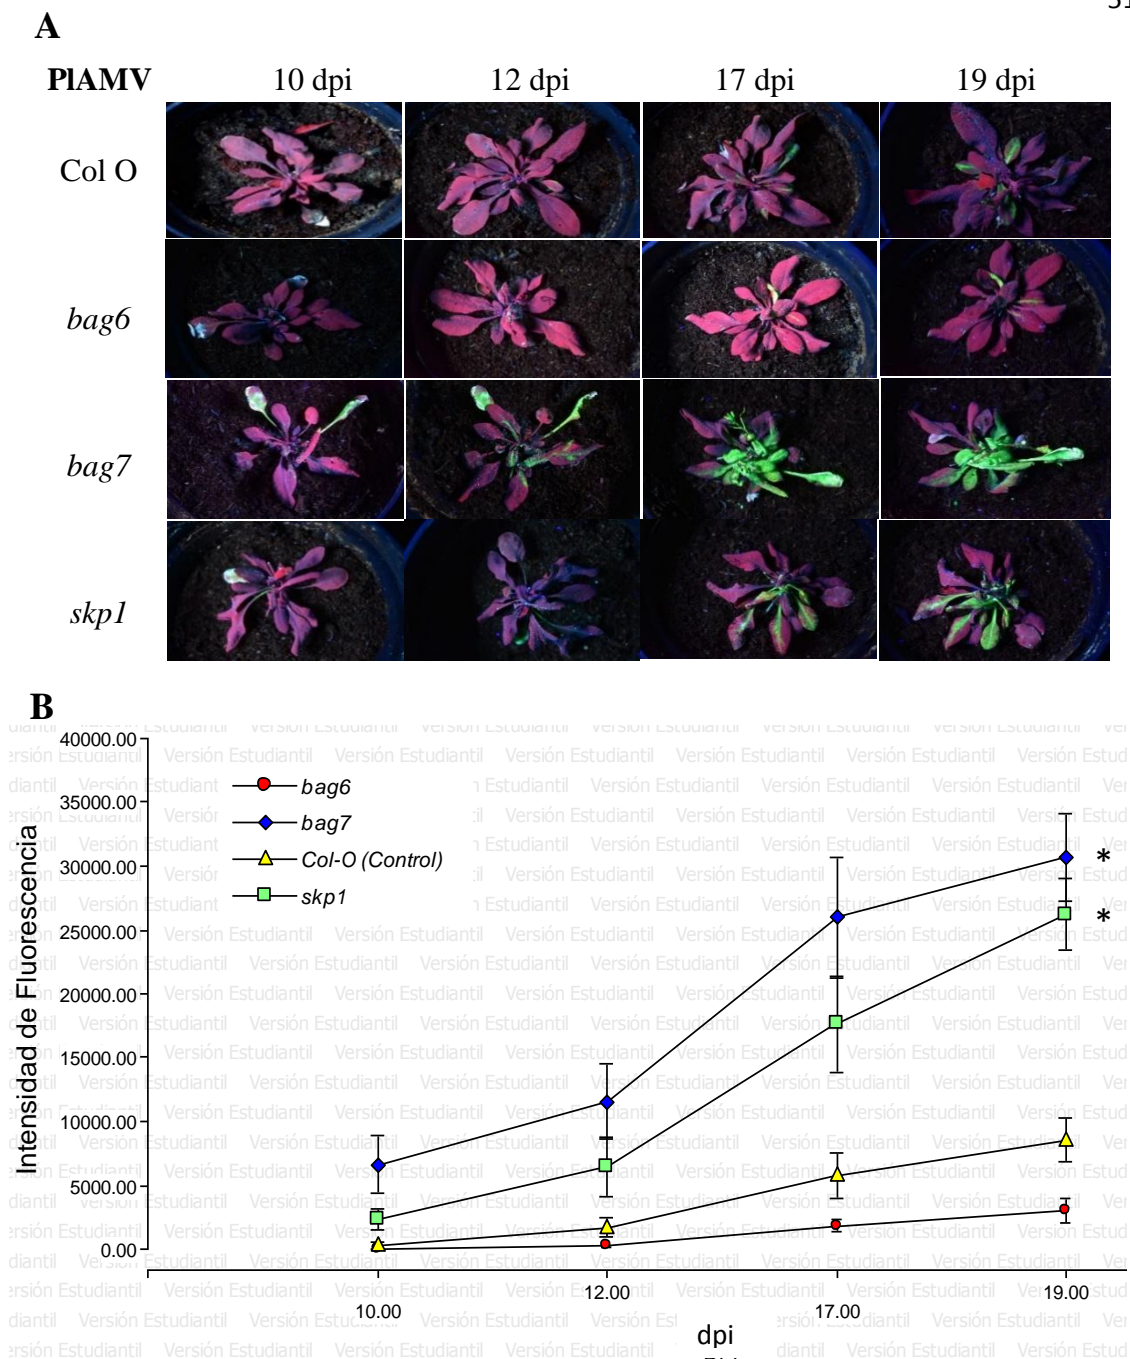 A
PlAMV 10 dpi 12 dpi 17 dpi 19 dpi
Col O
bag6
bag7
skp1
B
Intensidad de Fluorescencia
40000.00
35000.00
30000.00
25000.00
20000.00
15000.00
10000.00
5000.00
0.00
bag6
bag7
Col-O (Control)
skp1
*
*
10.00 12.00 17.00 19.00
dpi
Versión Estudiantil